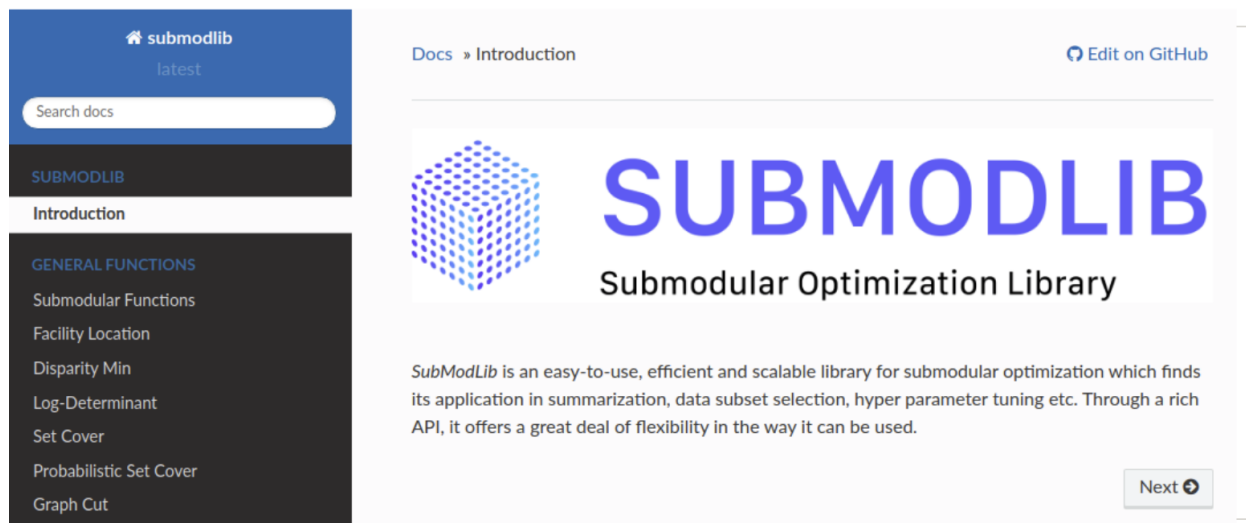 submodlib
latest
Search docs
SUBMODLIB
Introduction
GENERAL FUNCTIONS
Submodular Functions
Facility Location
Disparity Min
Log-Determinant
Set Cover
Probabilistic Set Cover
Graph Cut
Docs » Introduction
Edit on GitHub
SUBMODLIB
Submodular Optimization Library
SubModLib is an easy-to-use, efficient and scalable library for submodular optimization which finds
its application in summarization, data subset selection, hyper parameter tuning etc. Through a rich
API, it offers a great deal of flexibility in the way it can be used.
Next